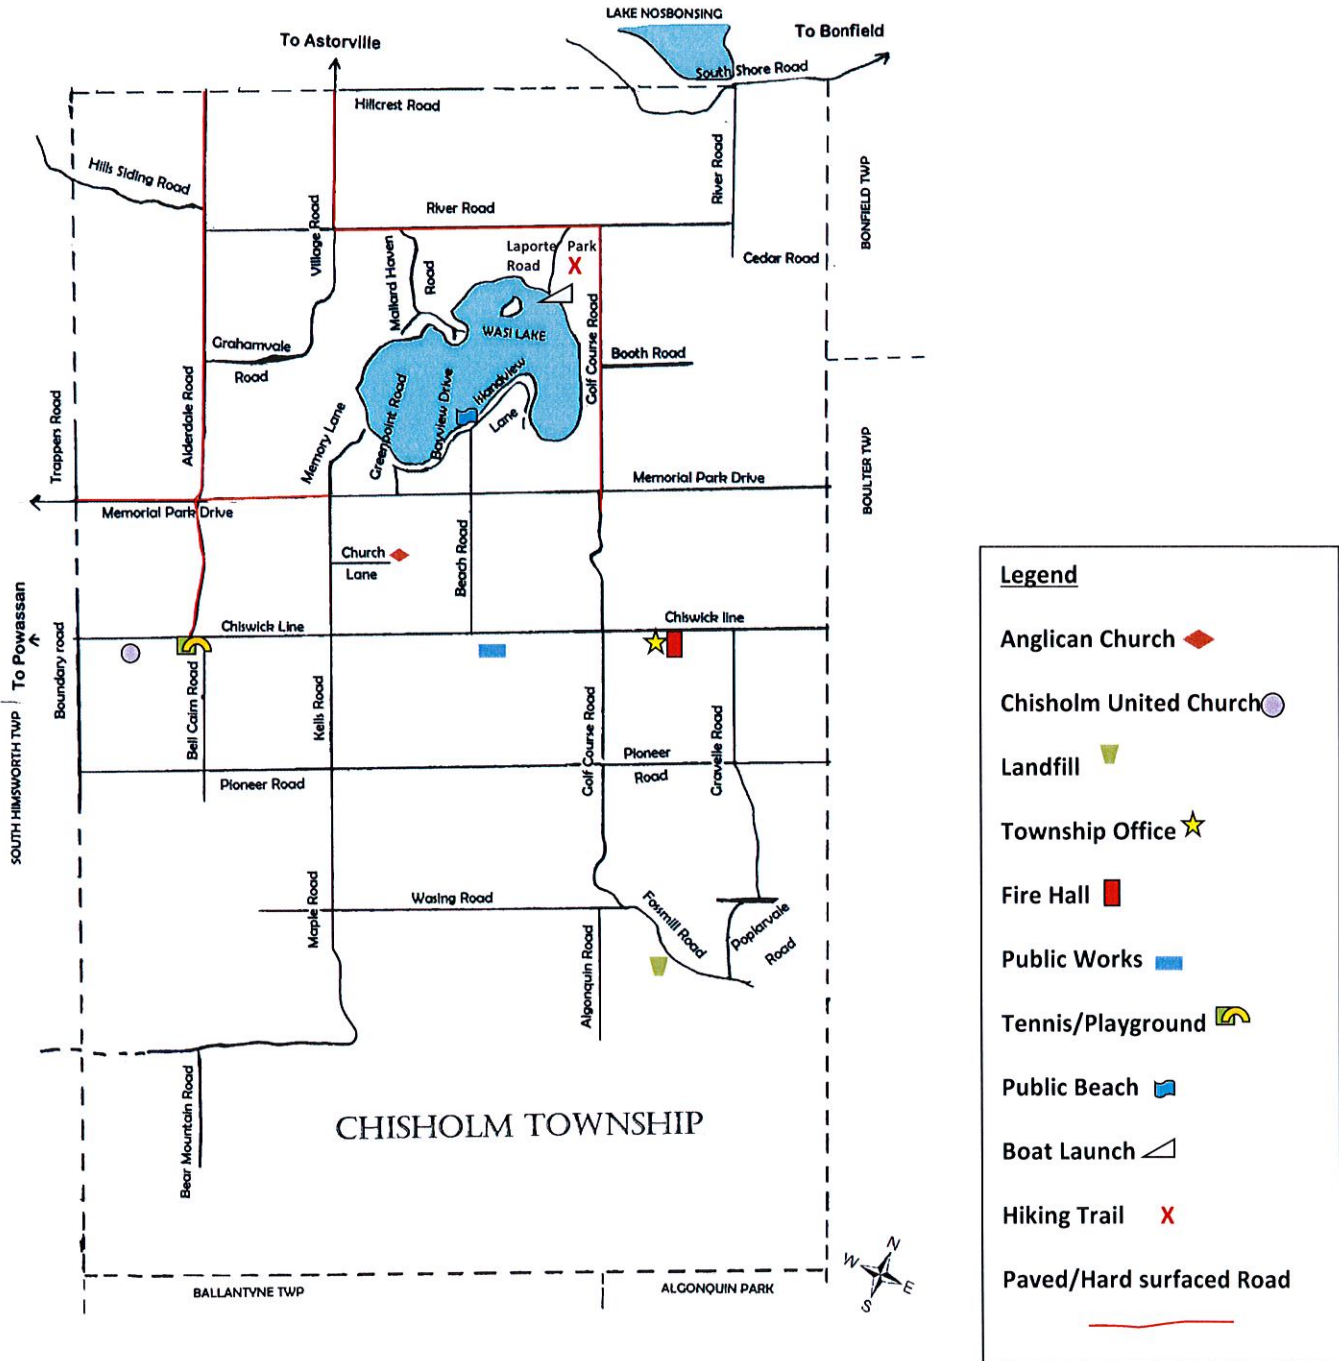 LAKE NOSBONSING
To Astorville
To Bonfield
South Shore Road
Hillcrest Road
Hills Siding Road
River Road
River Road
Village Road
BONFIELD TWP
Laporte Park
Road
Cedar Road
Mallard Haven
Road
WASI LAKE
Grahamvale
Road
Golf Course Road
Booth Road
Alderdale Road
Trappers Road
Memory Lane
Greenpoint Road
Bayview Drive
Islandview
Lane
BOULTER TWP
Memorial Park Drive
Memorial Park Drive
Church
Lane
Beach Road
Chiswick Line
Chiswick line
To Powassan
SOUTH HIMSWORTH TWP
Boundary road
Bell Cairn Road
Kells Road
Golf Course Road
Gravelle Road
Pioneer
Road
Pioneer Road
Maple Road
Wasing Road
Fossmill Road
Poplarvale
Road
Algonquin Road
Bear Mountain Road
CHISHOLM TOWNSHIP
N
W
E
S
BALLANTYNE TWP
ALGONQUIN PARK
Legend
Anglican Church
Chisholm United Church
Landfill
Township Office
Fire Hall
Public Works
Tennis/Playground
Public Beach
Boat Launch
Hiking Trail X
Paved/Hard surfaced Road